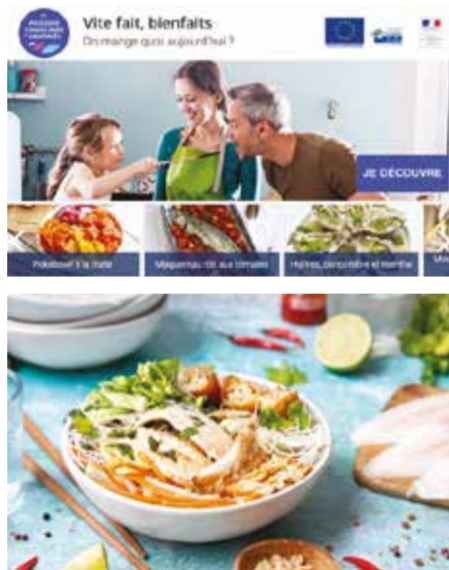 Vite fait, bienfaits
On mange quoi aujourd'hui ?
JE DÉCOUVRE
Pokebowl à la truite
Maquereau rôti aux tomates
Huîtres, concombre et menthe